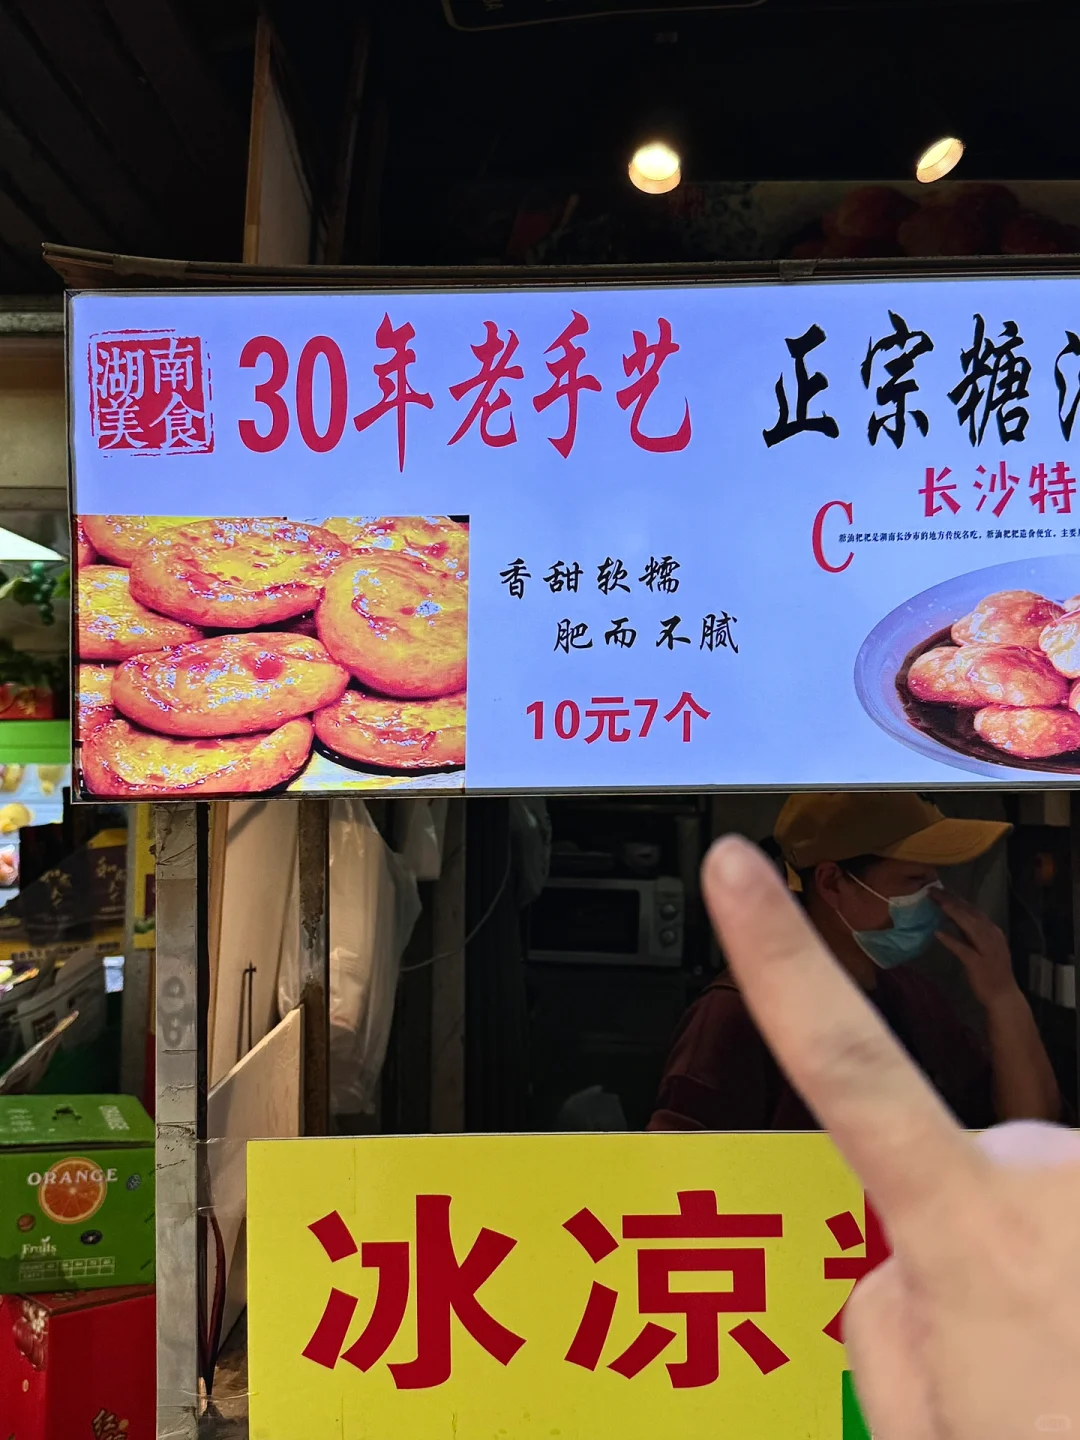 湖南
美食
30年老手艺
正宗糖
长沙特
C
香甜软糯
肥而不腻
10元7个
ORANGE
Fruits
冰凉